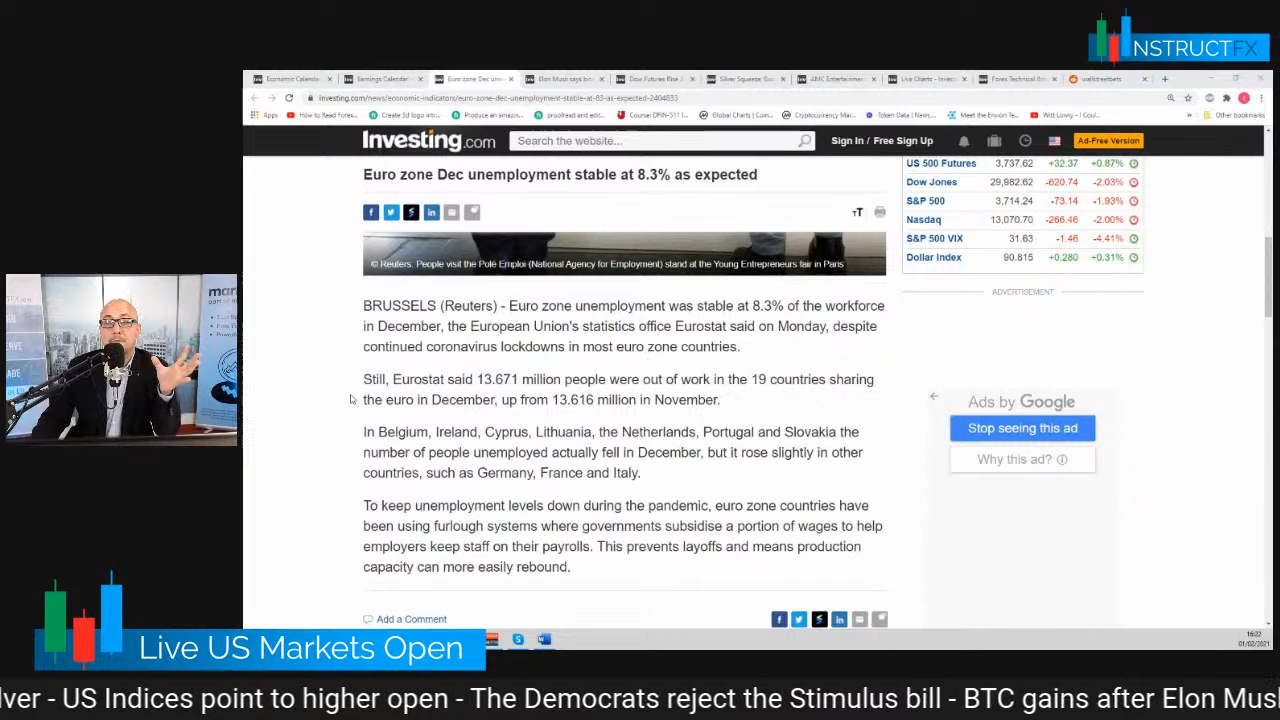 NSTRUCTFX
Economic Calendar
Earnings Calendar -
Euro zone Dec une
Elon Musk says bit
Dow Futures Rise
Silver Squeeze, Ex
AMC Entertainmen
Live Charts - Invest
Forex Technical An
wallstreetbets
investing.com/news/economic-indicators/euro-zone-dec-unemployment-stable-at-83-as-expected-2404833
Apps
How to Read Forex...
Create 3d logo intr...
Produce an amazon...
proofread and edit...
Course: DFIN-511 I...
Global Charts | Coin...
Cryptocurrency Mar...
Token Data | News,...
Meet the Envion Te...
Witt Lowry — I Coul...
Other bookmarks
Investing.com
Search the website...
Sign In / Free Sign Up
Ad-Free Version
Euro zone Dec unemployment stable at 8.3% as expected
US 500 Futures 3,737.62 +32.37 +0.87%
Dow Jones 29,982.62 -620.74 -2.03%
S&P 500 3,714.24 -73.14 -1.93%
Nasdaq 13,070.70 -266.46 -2.00%
S&P 500 VIX 31.63 -1.46 -4.41%
Dollar Index 90.815 +0.280 +0.31%
© Reuters. People visit the Pole Emploi (National Agency for Employment) stand at the Young Entrepreneurs fair in Paris
ADVERTISEMENT
BRUSSELS (Reuters) - Euro zone unemployment was stable at 8.3% of the workforce
in December, the European Union's statistics office Eurostat said on Monday, despite
continued coronavirus lockdowns in most euro zone countries.
Still, Eurostat said 13.671 million people were out of work in the 19 countries sharing
the euro in December, up from 13.616 million in November.
In Belgium, Ireland, Cyprus, Lithuania, the Netherlands, Portugal and Slovakia the
number of people unemployed actually fell in December, but it rose slightly in other
countries, such as Germany, France and Italy.
To keep unemployment levels down during the pandemic, euro zone countries have
been using furlough systems where governments subsidise a portion of wages to help
employers keep staff on their payrolls. This prevents layoffs and means production
capacity can more easily rebound.
Ads by Google
Stop seeing this ad
Why this ad?
Add a Comment
16:22
01/02/2021
Live US Markets Open
lver - US Indices point to higher open - The Democrats reject the Stimulus bill - BTC gains after Elon Mus